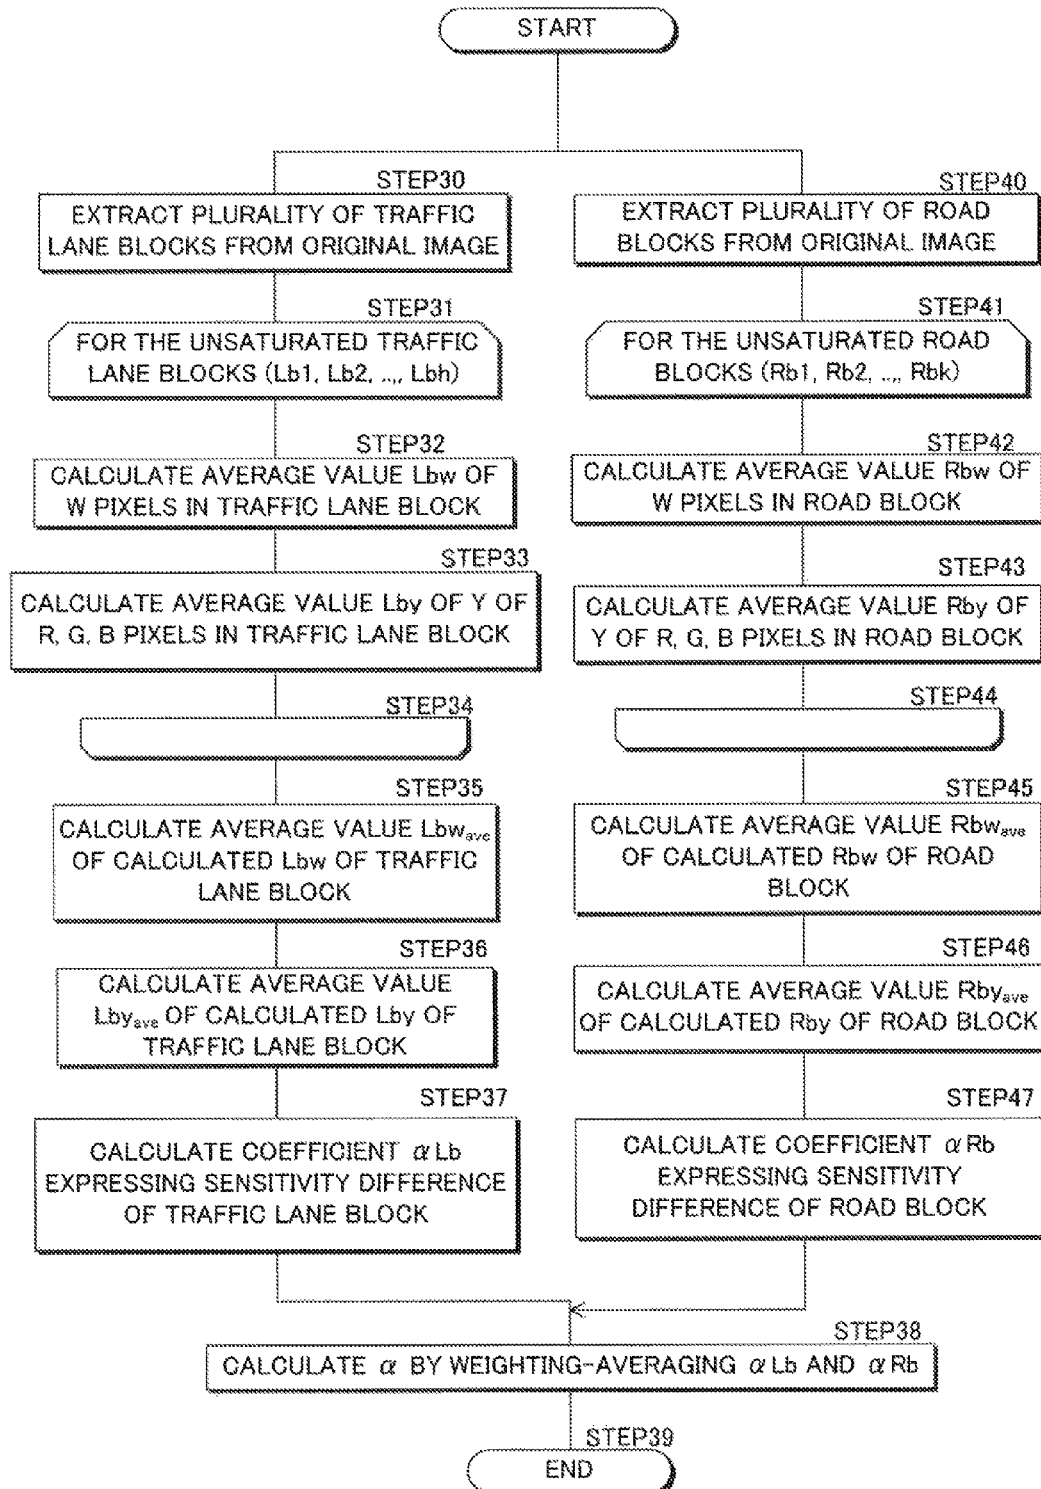 START
STEP30
EXTRACT PLURALITY OF TRAFFIC
LANE BLOCKS FROM ORIGINAL IMAGE
STEP31
FOR THE UNSATURATED TRAFFIC
LANE BLOCKS (Lb1, Lb2, ..,, Lbh)
STEP32
CALCULATE AVERAGE VALUE Lbw OF
W PIXELS IN TRAFFIC LANE BLOCK
STEP33
CALCULATE AVERAGE VALUE Lby OF Y OF
R, G, B PIXELS IN TRAFFIC LANE BLOCK
STEP34
STEP35
CALCULATE AVERAGE VALUE Lbwave
OF CALCULATED Lbw OF TRAFFIC
LANE BLOCK
STEP36
CALCULATE AVERAGE VALUE
Lbyave OF CALCULATED Lby OF
TRAFFIC LANE BLOCK
STEP37
CALCULATE COEFFICIENT αLb
EXPRESSING SENSITIVITY DIFFERENCE
OF TRAFFIC LANE BLOCK
STEP40
EXTRACT PLURALITY OF ROAD
BLOCKS FROM ORIGINAL IMAGE
STEP41
FOR THE UNSATURATED ROAD
BLOCKS (Rb1, Rb2, ..,, Rbk)
STEP42
CALCULATE AVERAGE VALUE Rbw OF
W PIXELS IN ROAD BLOCK
STEP43
CALCULATE AVERAGE VALUE Rby OF
Y OF R, G, B PIXELS IN ROAD BLOCK
STEP44
STEP45
CALCULATE AVERAGE VALUE Rbwave
OF CALCULATED Rbw OF ROAD
BLOCK
STEP46
CALCULATE AVERAGE VALUE Rbyave
OF CALCULATED Rby OF ROAD BLOCK
STEP47
CALCULATE COEFFICIENT αRb
EXPRESSING SENSITIVITY
DIFFERENCE OF ROAD BLOCK
STEP38
CALCULATE α BY WEIGHTING-AVERAGING αLb AND αRb
STEP39
END